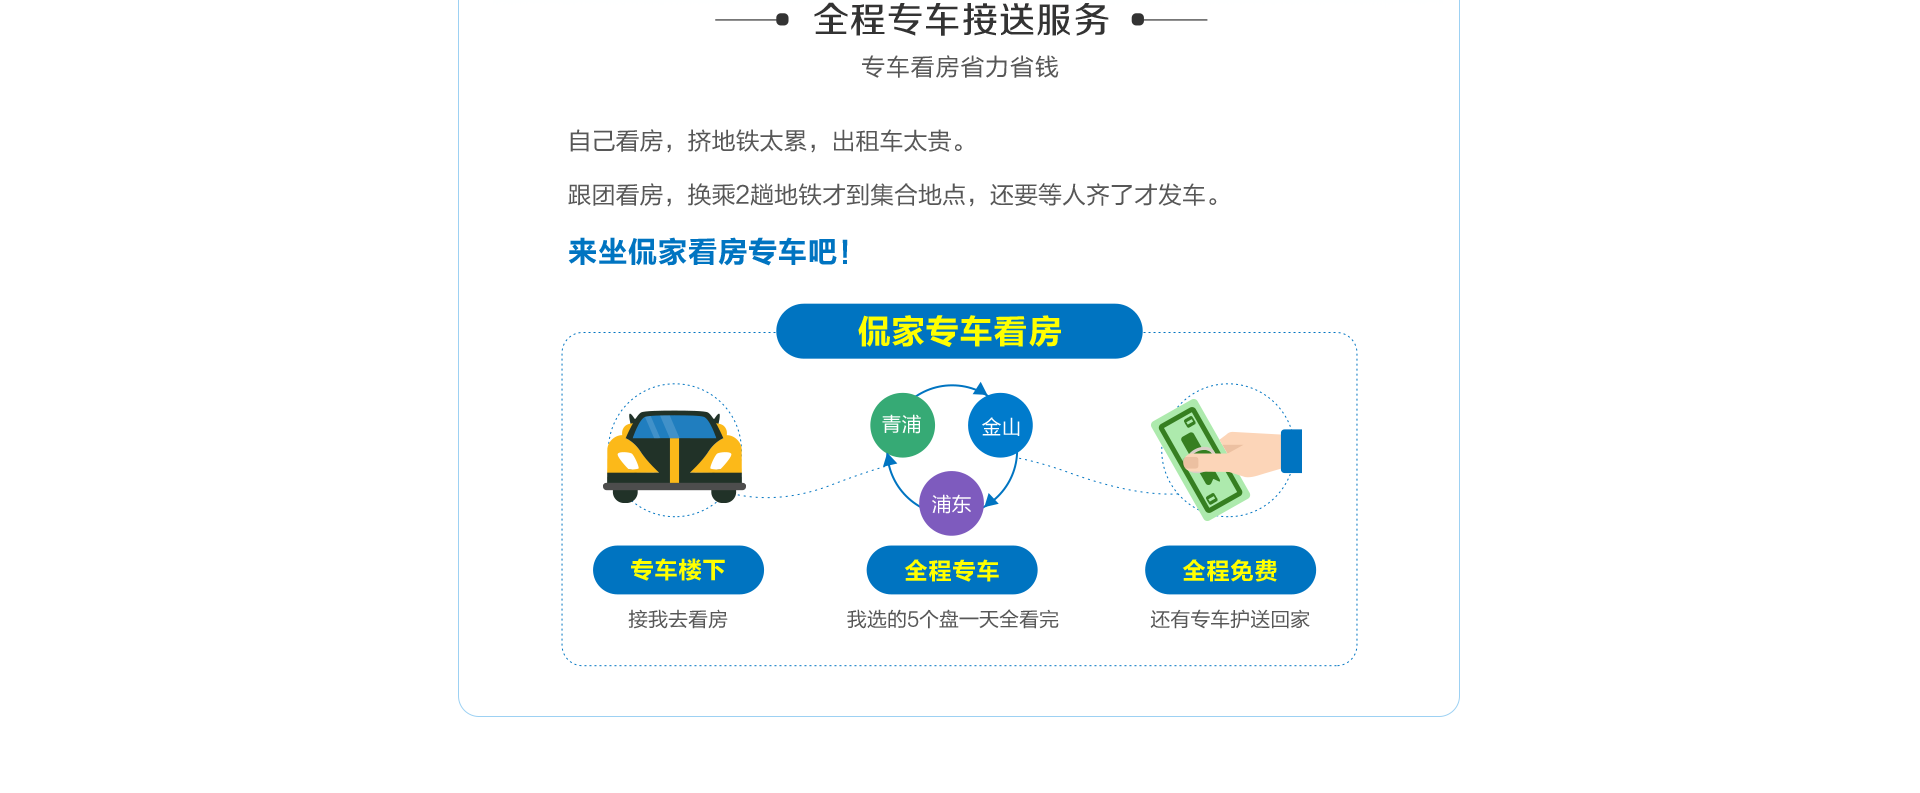 全程专车接送服务
专车看房省力省钱
自己看房，挤地铁太累，出租车太贵。
跟团看房，换乘2趟地铁才到集合地点，还要等人齐了才发车。
来坐侃家看房专车吧！
侃家专车看房
青浦
金山
浦东
专车楼下
全程专车
全程免费
接我去看房
我选的5个盘一天全看完
还有专车护送回家